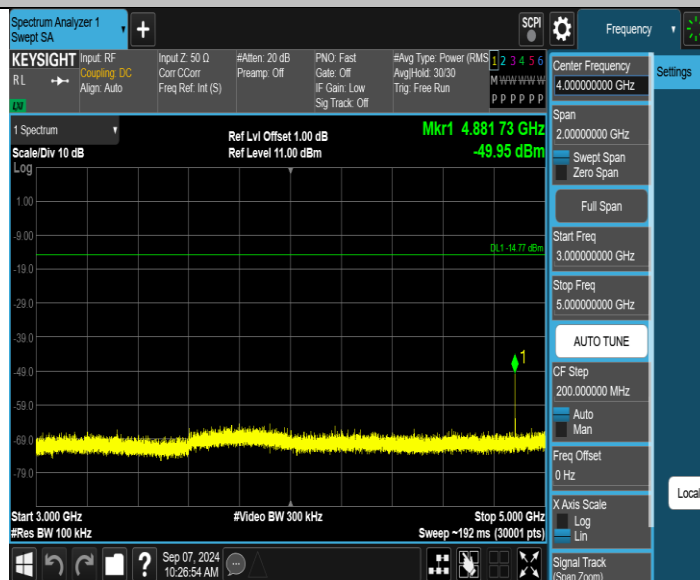 Spectrum Analyzer 1
Swept SA
SCPI
Frequency
KEYSIGHT
R L
Input: RF
Coupling: DC
Align: Auto
Input Z: 50 Ω
Corr CCorr
Freq Ref: Int (S)
#Atten: 20 dB
Preamp: Off
PNO: Fast
Gate: Off
IF Gain: Low
Sig Track: Off
#Avg Type: Power (RMS
Avg|Hold: 30/30
Trig: Free Run
1 2 3 4 5 6
M W W W W W
P P P P P P
LXI
1 Spectrum
Scale/Div 10 dB
Ref Lvl Offset 1.00 dB
Ref Level 11.00 dBm
Mkr1 4.881 73 GHz
-49.95 dBm
Log
1.00
-9.00
DL1 -14.77 dBm
-19.0
-29.0
-39.0
-49.0
1
-59.0
-69.0
-79.0
Start 3.000 GHz
#Res BW 100 kHz
#Video BW 300 kHz
Stop 5.000 GHz
Sweep ~192 ms (30001 pts)
Sep 07, 2024
10:26:54 AM
Center Frequency
4.000000000 GHz
Settings
Span
2.00000000 GHz
Swept Span
Zero Span
Full Span
Start Freq
3.000000000 GHz
Stop Freq
5.000000000 GHz
AUTO TUNE
CF Step
200.000000 MHz
Auto
Man
Freq Offset
0 Hz
Local
X Axis Scale
Log
Lin
Signal Track
(Span Zoom)